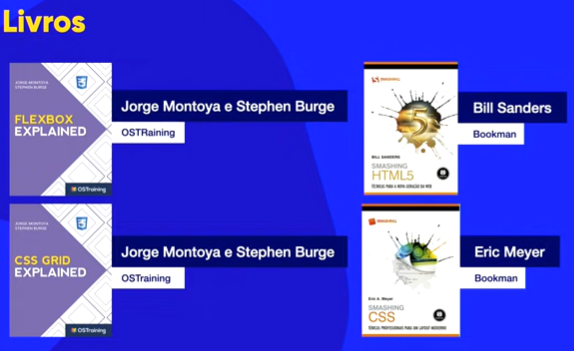 Livros
JORGE MONTOYA
STEPHEN BURGE
FLEXBOX
EXPLAINED
OSTraining
Jorge Montoya e Stephen Burge
OSTRaining
SMASHING
5
BILL SANDERS
SMASHING
HTML5
TÉCNICAS PARA A NOVA GERAÇÃO DA WEB
Bill Sanders
Bookman
JORGE MONTOYA
STEPHEN BURGE
CSS GRID
EXPLAINED
OSTraining
Jorge Montoya e Stephen Burge
OSTraining
Eric A. Meyer
SMASHING
CSS
TÉCNICAS PROFISSIONAIS PARA UM LAYOUT MODERNO
Eric Meyer
Bookman